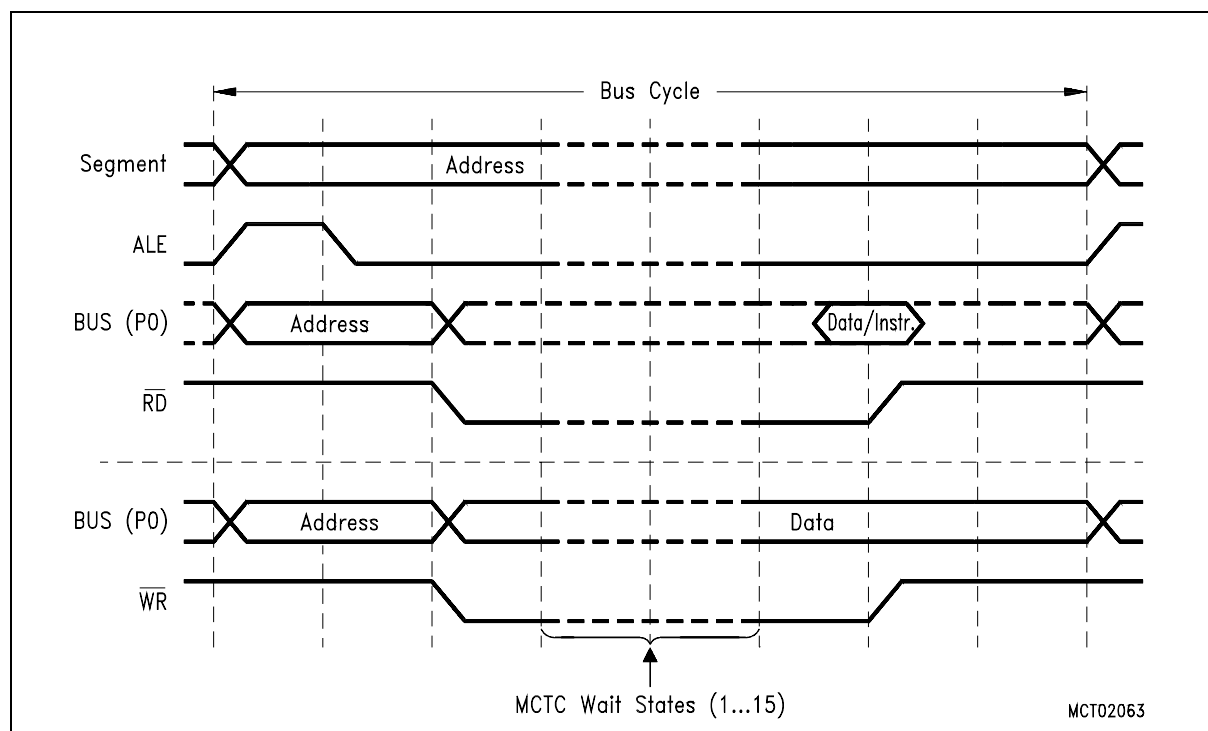 Bus Cycle
Segment
Address
ALE
BUS (P0)
Address
Data/Instr.
RD
BUS (P0)
Address
Data
WR
MCTC Wait States (1...15)
MCT02063